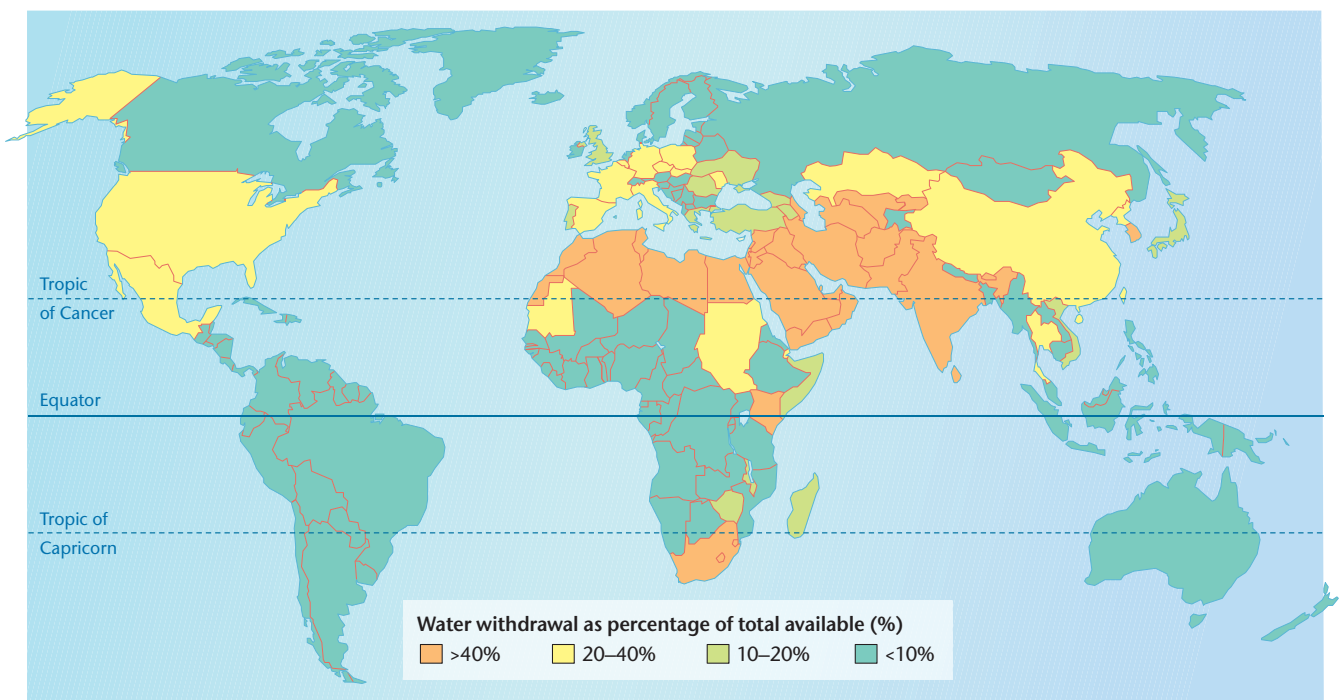 Tropic
of Cancer
Equator
Tropic of
Capricorn
Water withdrawal as percentage of total available (%)
>40% 20–40% 10–20% <10%